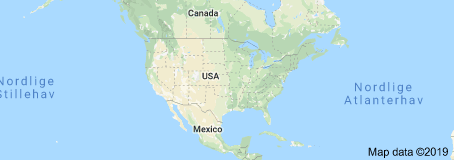 Canada
Nordlige
Stillehav
USA
Nordlige
Atlanterhav
Mexico
Map data ©2019